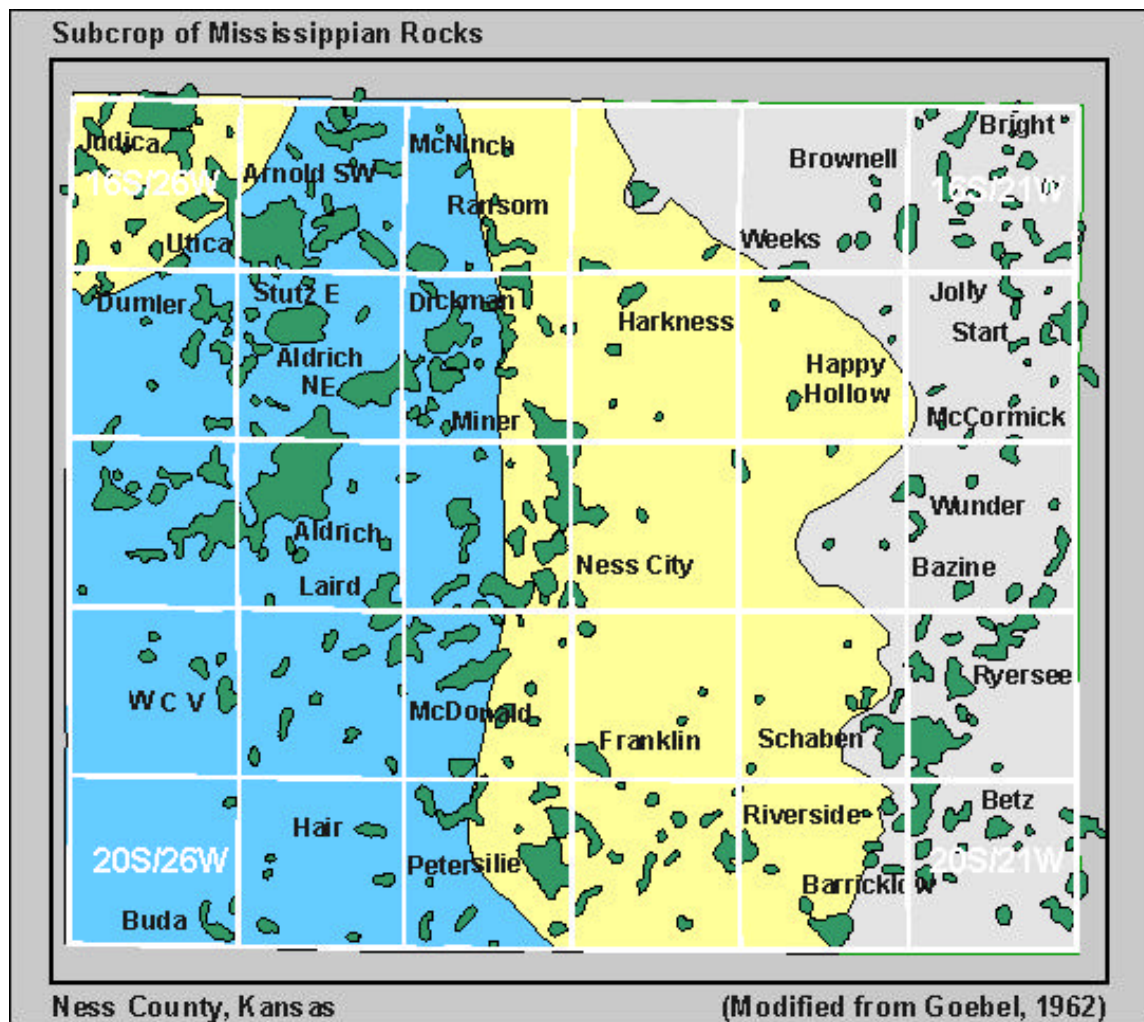 Subcrop of Mississippian Rocks
Judica
McNinch
Bright
Brownell
Arnold SW
16S/26W
16S/21W
Ransom
Utica
Weeks
Dumler
Stutz E
Dickman
Jolly
Harkness
Start
Aldrich
NE
Happy
Hollow
Miner
McCormick
Wunder
Aldrich
Ness City
Bazine
Laird
W C V
Ryersee
McDonald
Franklin
Schaben
Hair
Riverside
Betz
20S/26W
Petersilie
20S/21W
Barricklow
Buda
Ness County, Kansas
(Modified from Goebel, 1962)